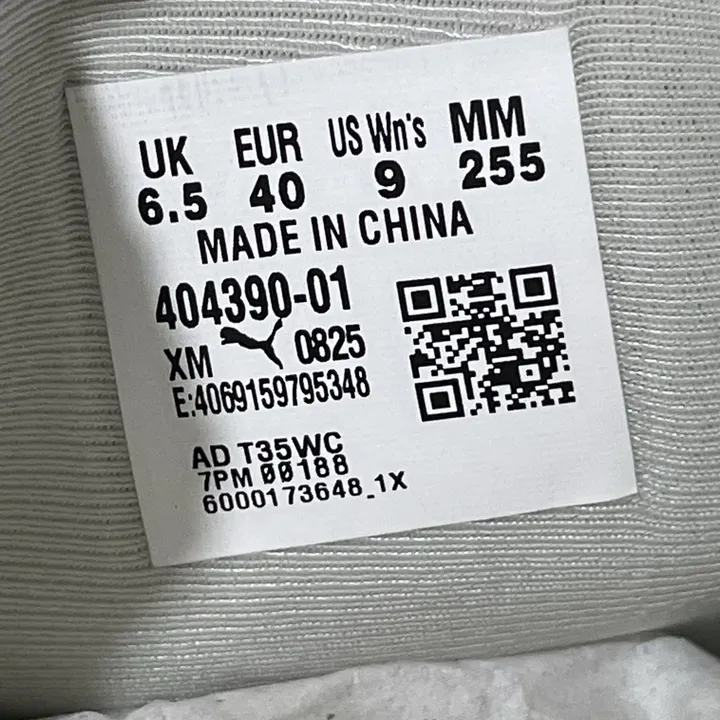 UK EUR US Wn's MM
6.5 40 9 255
MADE IN CHINA
404390-01
XM 0825
E:4069159795348
AD T35WC
7PM 00188
6000173648_1X